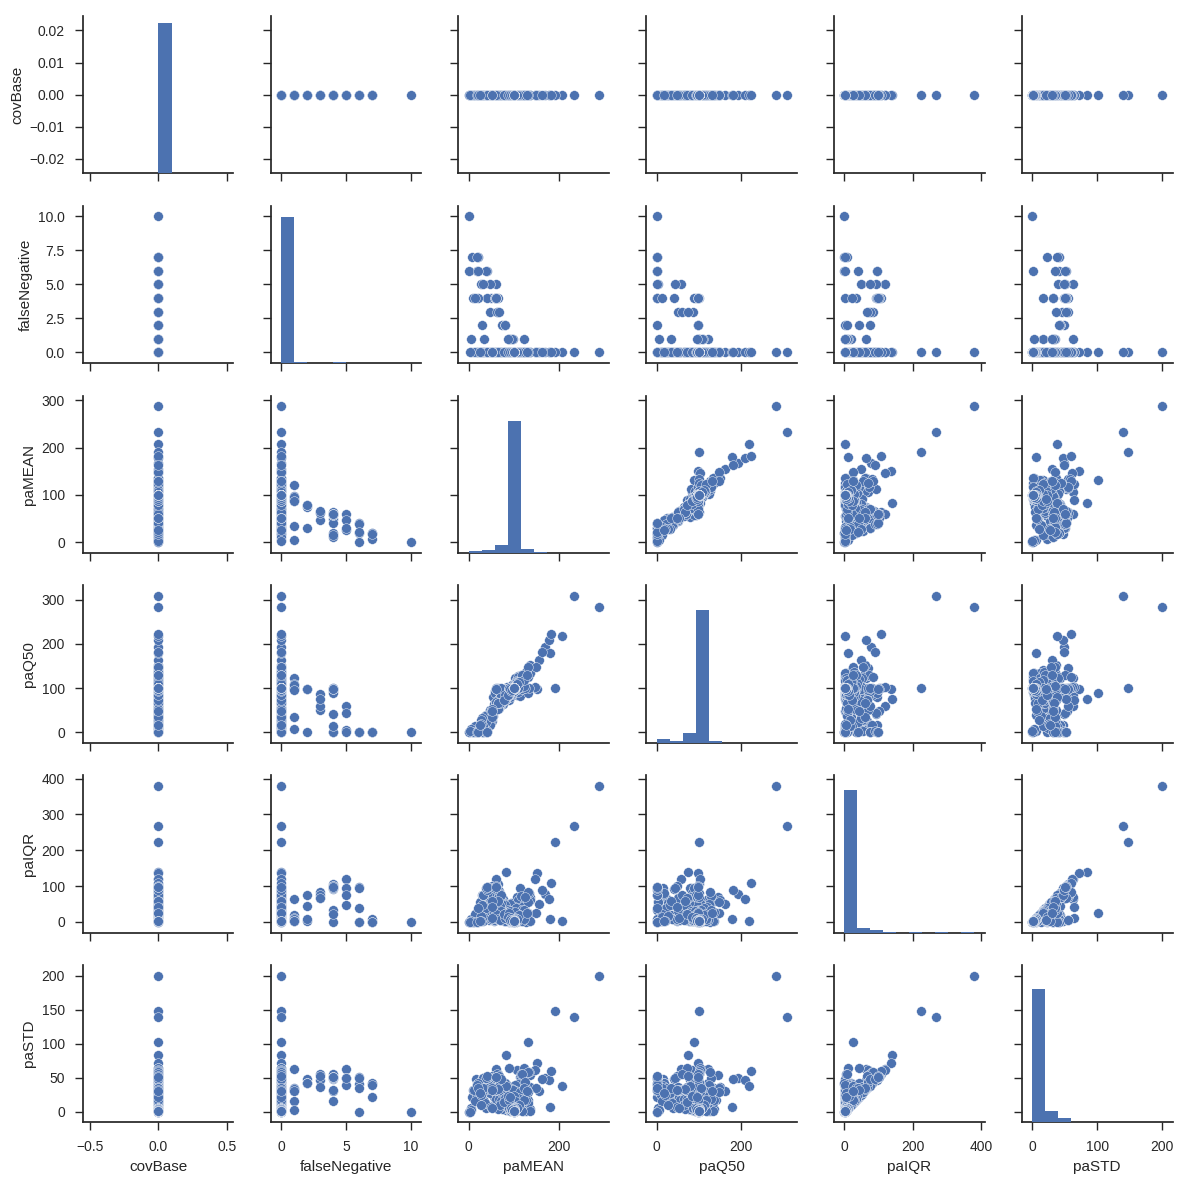 0.02
0.01
0.00
−0.01
−0.02
covBase
−0.5 0.0 0.5
10.0
7.5
5.0
2.5
0.0
falseNegative
300
200
100
0
paMEAN
300
200
100
0
paQ50
400
300
200
100
0
paIQR
200
150
100
50
0
paSTD
0 5 10
0 200
0 200
0 200 400
0 100 200
covBase falseNegative paMEAN paQ50 paIQR paSTD